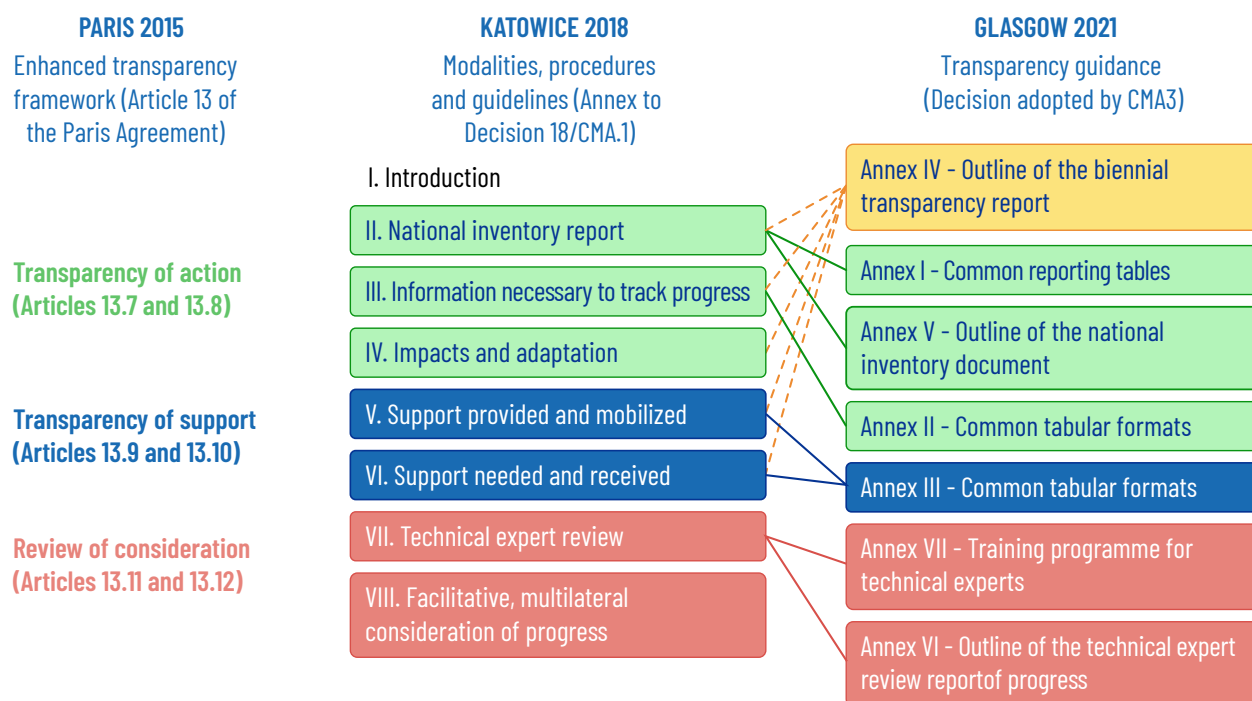 PARIS 2015
Enhanced transparency
framework (Article 13 of
the Paris Agreement)
Transparency of action
(Articles 13.7 and 13.8)
Transparency of support
(Articles 13.9 and 13.10)
Review of consideration
(Articles 13.11 and 13.12)
KATOWICE 2018
Modalities, procedures
and guidelines (Annex to
Decision 18/CMA.1)
I. Introduction
II. National inventory report
III. Information necessary to track progress
IV. Impacts and adaptation
V. Support provided and mobilized
VI. Support needed and received
VII. Technical expert review
VIII. Facilitative, multilateral
consideration of progress
GLASGOW 2021
Transparency guidance
(Decision adopted by CMA3)
Annex IV - Outline of the biennial
transparency report
Annex I - Common reporting tables
Annex V - Outline of the national
inventory document
Annex II - Common tabular formats
Annex III - Common tabular formats
Annex VII - Training programme for
technical experts
Annex VI - Outline of the technical expert
review reportof progress